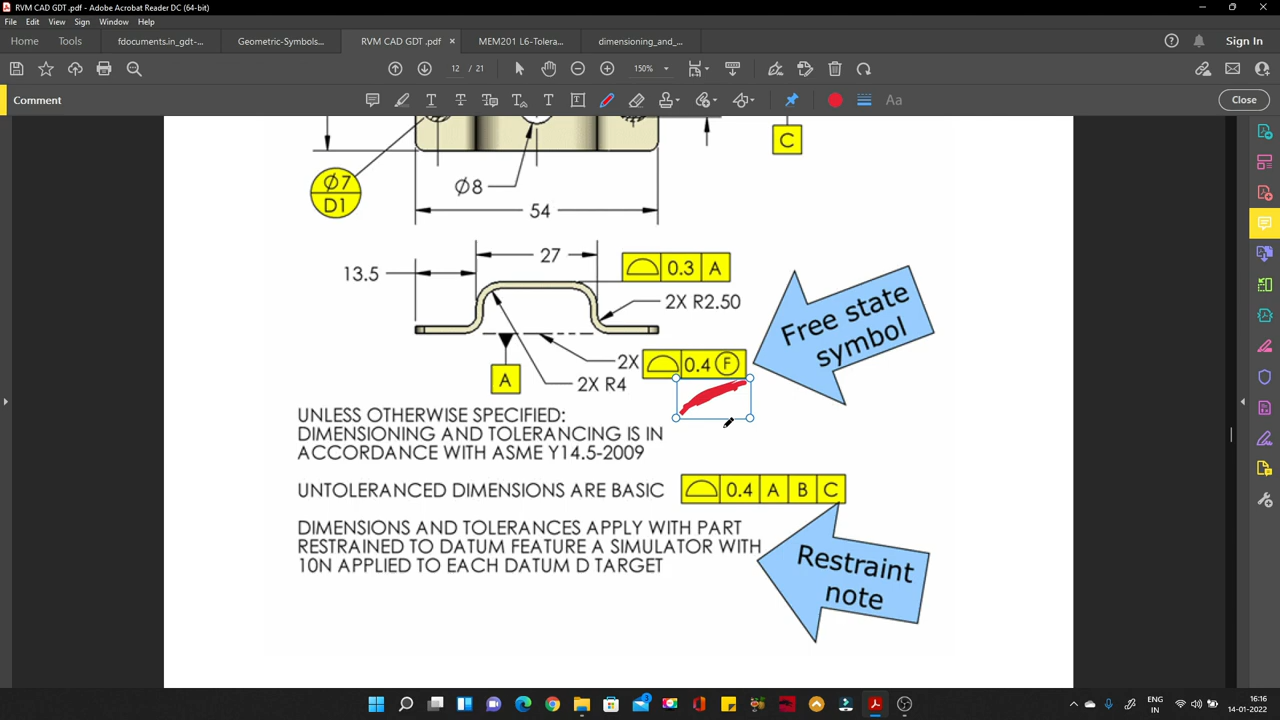 RVM CAD GDT .pdf - Adobe Acrobat Reader DC (64-bit)
File Edit View Sign Window Help
Home Tools fdocuments.in_gdt-... Geometric-Symbols... RVM CAD GDT .pdf × MEM201 L6-Tolera... dimensioning_and_... Sign In
12 / 21 150%
Comment Aa Close
C
Ø7
D1
Ø8
54
27
13.5
0.3 A
2X R2.50
Free state
symbol
2X 0.4 F
A
2X R4
UNLESS OTHERWISE SPECIFIED:
DIMENSIONING AND TOLERANCING IS IN
ACCORDANCE WITH ASME Y14.5-2009
UNTOLERANCED DIMENSIONS ARE BASIC 0.4 A B C
DIMENSIONS AND TOLERANCES APPLY WITH PART
RESTRAINED TO DATUM FEATURE A SIMULATOR WITH
10N APPLIED TO EACH DATUM D TARGET
Restraint
note
ENG
IN
16:16
14-01-2022